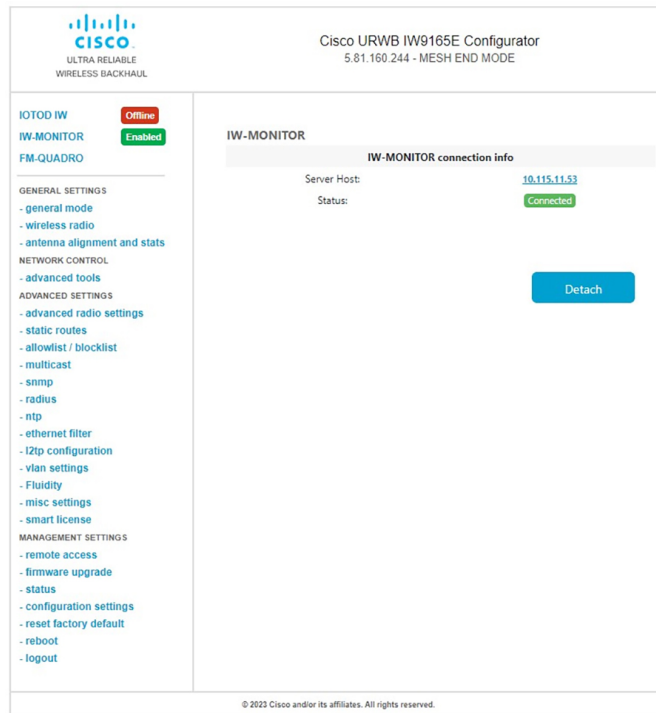 CISCO
ULTRA RELIABLE
WIRELESS BACKHAUL
Cisco URWB IW9165E Configurator
5.81.160.244 - MESH END MODE
IOTOD IW Offline
IW-MONITOR Enabled
FM-QUADRO
GENERAL SETTINGS
- general mode
- wireless radio
- antenna alignment and stats
NETWORK CONTROL
- advanced tools
ADVANCED SETTINGS
- advanced radio settings
- static routes
- allowlist / blocklist
- multicast
- snmp
- radius
- ntp
- ethernet filter
- l2tp configuration
- vlan settings
- Fluidity
- misc settings
- smart license
MANAGEMENT SETTINGS
- remote access
- firmware upgrade
- status
- configuration settings
- reset factory default
- reboot
- logout
IW-MONITOR
IW-MONITOR connection info
Server Host: 10.115.11.53
Status: Connected
Detach
© 2023 Cisco and/or its affiliates. All rights reserved.